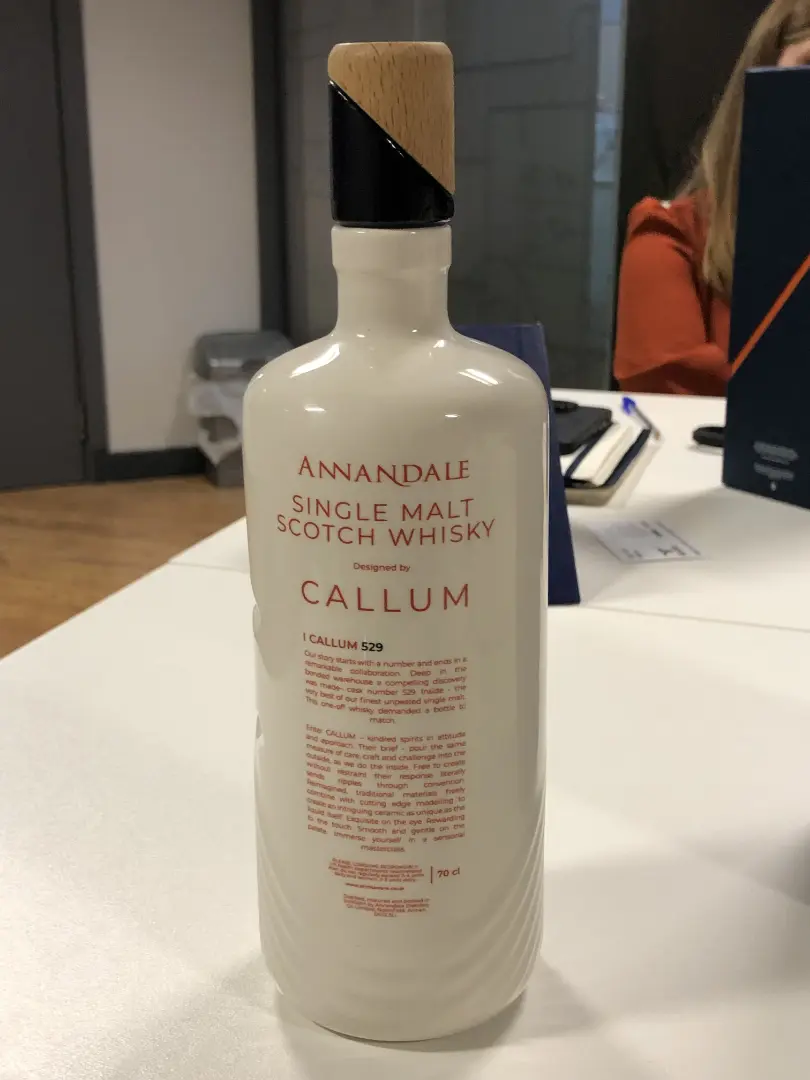 ANNANDALE
SINGLE MALT
SCOTCH WHISKY
Designed by
CALLUM
I CALLUM 529
Our story starts with a number and ends in a
remarkable collaboration. Deep in the
bonded warehouse a compelling discovery
was made- cask number 529. Inside - the
very best of our finest unpeated single malt.
This one-off whisky demanded a bottle to
match.
Enter CALLUM - kindred spirits in attitude
and approach. Their brief - pour the same
measure of care, craft and challenge into the
outside, as we do the inside. Free to create
without restraint their response literally
sends ripples through convention.
Reimagined, traditional materials freely
combine with cutting edge modelling to
create an intriguing ceramic as unique as the
liquid itself. Exquisite on the eye. Rewarding
to the touch. Smooth and gentle on the
palate. Immerse yourself in a sensorial
masterclass.
70 cl